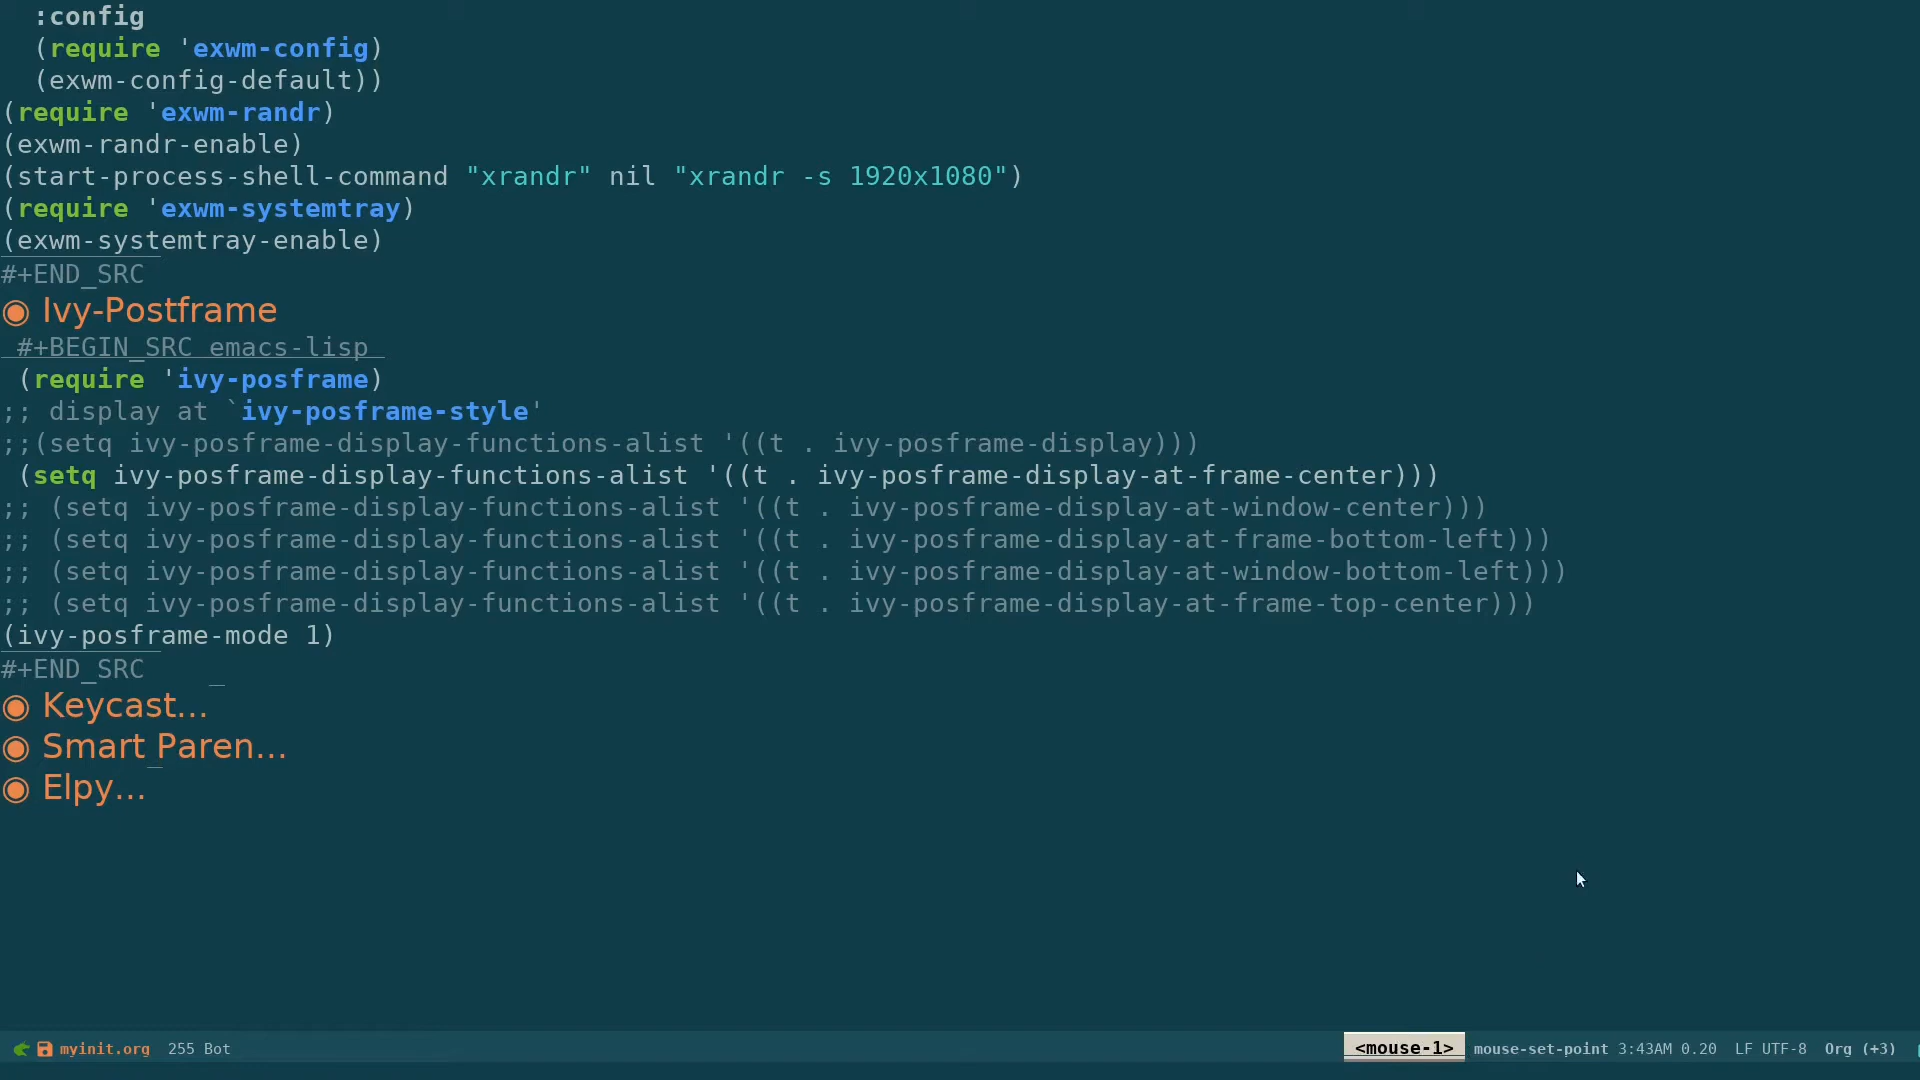 :config
(require 'exwm-config)
(exwm-config-default))
(require 'exwm-randr)
(exwm-randr-enable)
(start-process-shell-command "xrandr" nil "xrandr -s 1920x1080")
(require 'exwm-systemtray)
(exwm-systemtray-enable)
#+END_SRC
◉ Ivy-Postframe
#+BEGIN_SRC emacs-lisp
(require 'ivy-posframe)
;; display at `ivy-posframe-style'
;;(setq ivy-posframe-display-functions-alist '((t . ivy-posframe-display)))
(setq ivy-posframe-display-functions-alist '((t . ivy-posframe-display-at-frame-center)))
;; (setq ivy-posframe-display-functions-alist '((t . ivy-posframe-display-at-window-center)))
;; (setq ivy-posframe-display-functions-alist '((t . ivy-posframe-display-at-frame-bottom-left)))
;; (setq ivy-posframe-display-functions-alist '((t . ivy-posframe-display-at-window-bottom-left)))
;; (setq ivy-posframe-display-functions-alist '((t . ivy-posframe-display-at-frame-top-center)))
(ivy-posframe-mode 1)
#+END_SRC
◉ Keycast...
◉ Smart Paren...
◉ Elpy...
myinit.org 255 Bot <mouse-1> mouse-set-point 3:43AM 0.20 LF UTF-8 Org (+3)